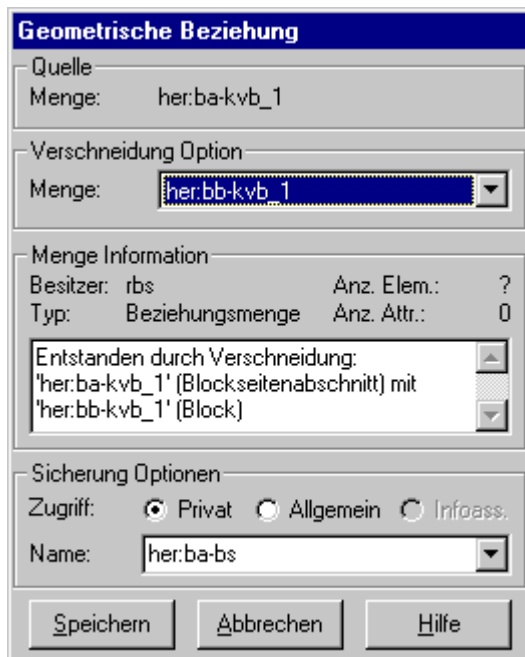 Geometrische Beziehung
Quelle
Menge: her:ba-kvb_1
Verschneidung Option
Menge: her:bb-kvb_1
Menge Information
Besitzer: rbs Anz. Elem.: ?
Typ: Beziehungsmenge Anz. Attr.: 0
Entstanden durch Verschneidung:
'her:ba-kvb_1' (Blockseitenabschnitt) mit
'her:bb-kvb_1' (Block)
Sicherung Optionen
Zugriff: Privat Allgemein Infoass.
Name: her:ba-bs
Speichern Abbrechen Hilfe